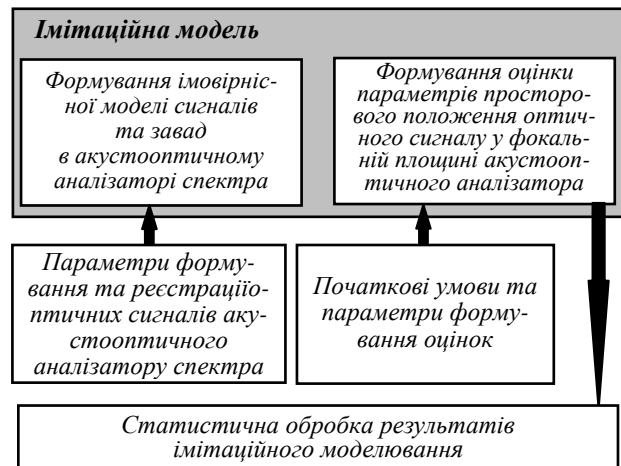 Імітаційна модель
Формування імовірніс-
ної моделі сигналів
та завад
в акустооптичному
аналізаторі спектра
Формування оцінки
параметрів просторо-
вого положення оптич-
ного сигналу у фокаль-
ній площині акустооп-
тичного аналізатора
Параметри форму-
вання та реєстраціїо-
птичних сигналів аку-
стооптичного
аналізатору спектра
Початкові умови та
параметри форму-
вання оцінок
Статистична обробка результатів
імітаційного моделювання